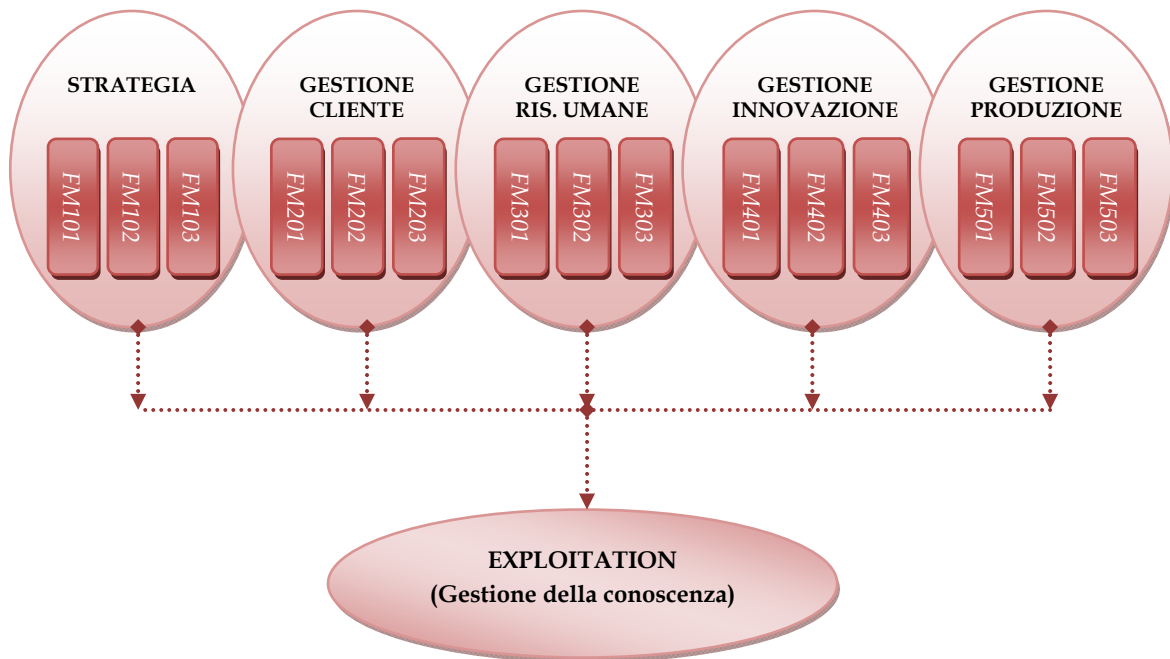 STRATEGIA
FM101
FM102
FM103
GESTIONE
CLIENTE
FM201
FM202
FM203
GESTIONE
RIS. UMANE
FM301
FM302
FM303
GESTIONE
INNOVAZIONE
FM401
FM402
FM403
GESTIONE
PRODUZIONE
FM501
FM502
FM503
EXPLOITATION
(Gestione della conoscenza)